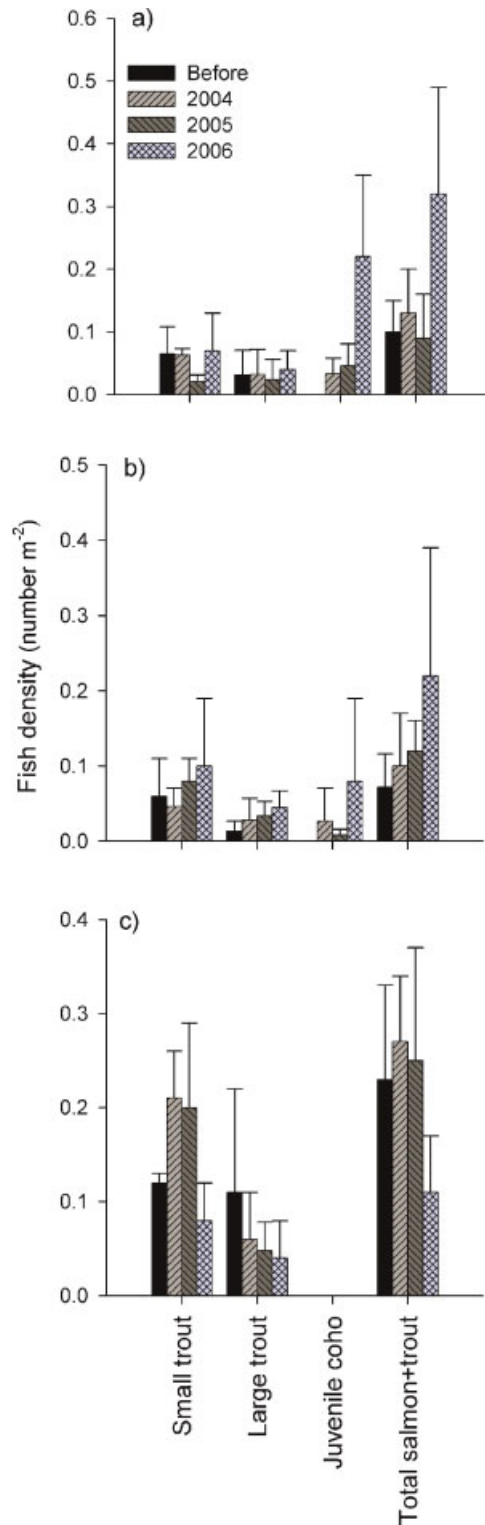 a)
0.6
0.5
0.4
0.3
0.2
0.1
0.0
Before
2004
2005
2006
b)
0.5
0.4
0.3
0.2
0.1
0.0
Fish density (number m⁻²)
c)
0.4
0.3
0.2
0.1
0.0
Small trout
Large trout
Juvenile coho
Total salmon+trout